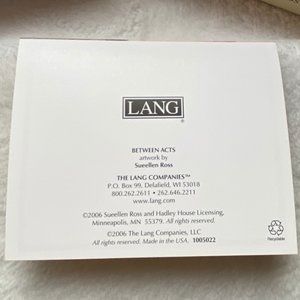 LANG
®
BETWEEN ACTS
artwork by
Sueellen Ross
THE LANG COMPANIES™
P.O. Box 99, Delafield, WI 53018
800.262.2611 • 262.646.2211
www.lang.com
©2006 Sueellen Ross and Hadley House Licensing,
Minneapolis, MN 55379. All rights reserved.
©2006 The Lang Companies, LLC
All rights reserved. Made in the USA. 1005022
Recyclable